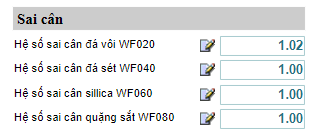 Sai cân
Hệ số sai cân đá vôi WF020 1.02
Hệ số sai cân đá sét WF040 1.00
Hệ số sai cân sillica WF060 1.00
Hệ số sai cân quặng sắt WF080 1.00